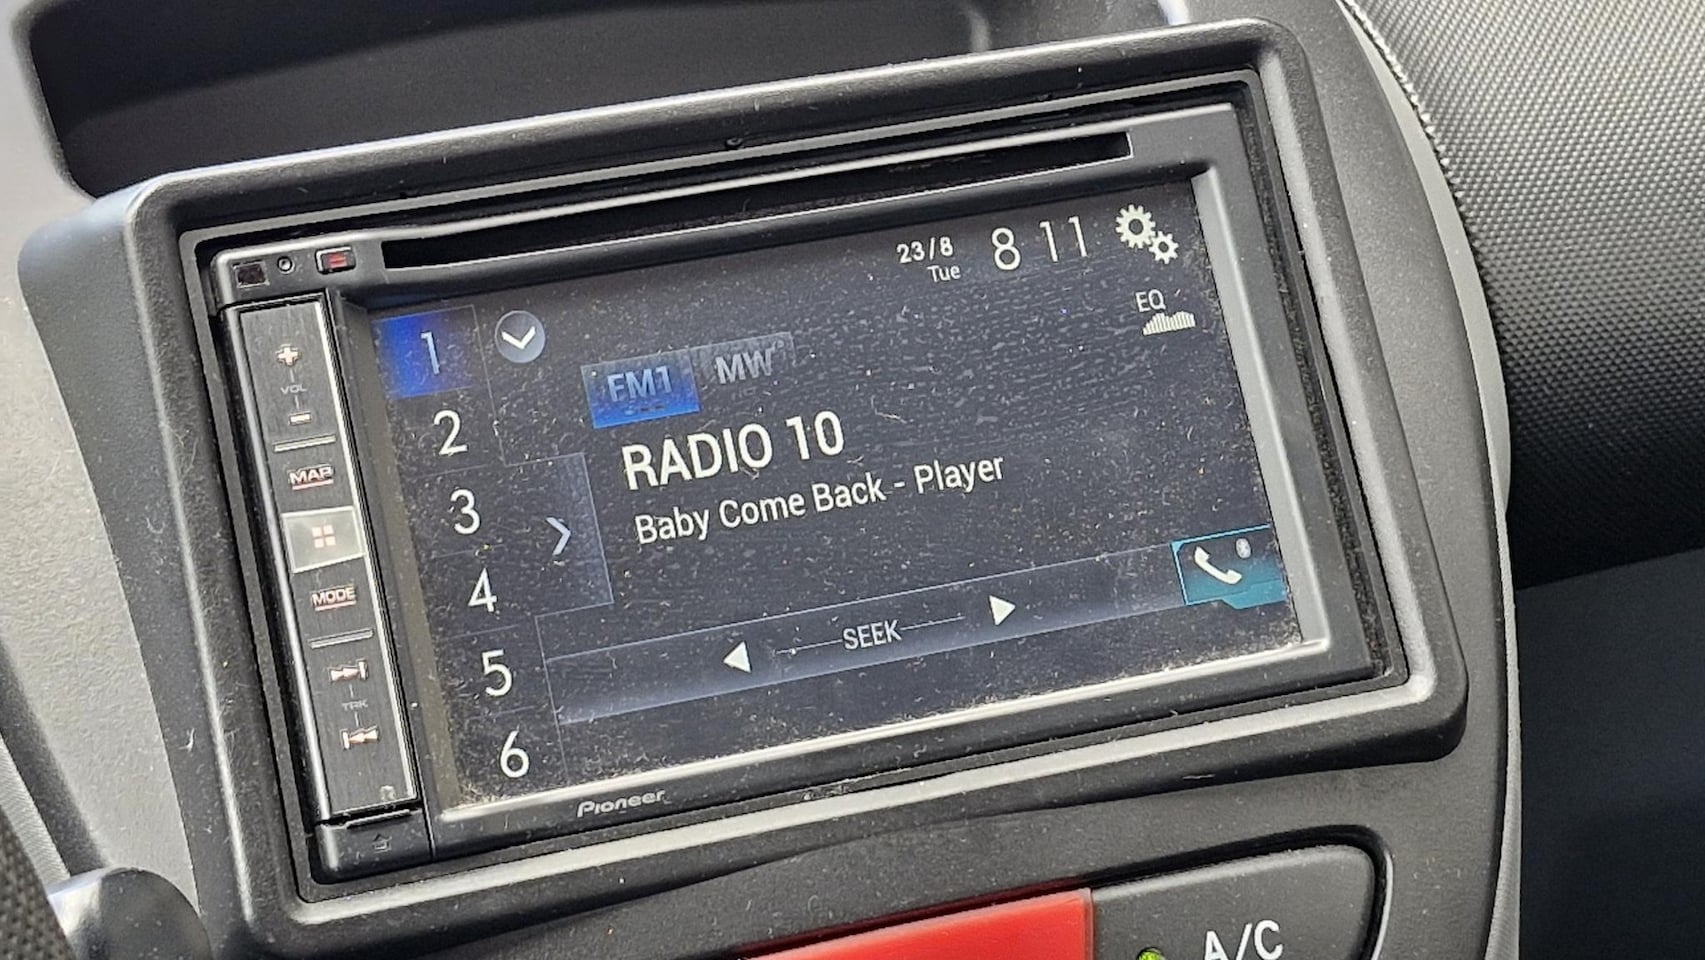 23/8
Tue
8 11
EQ
1
2
3
4
5
6
FM1
MW
RADIO 10
Baby Come Back - Player
SEEK
VOL
MAP
MODE
TRK
Pioneer
A/C